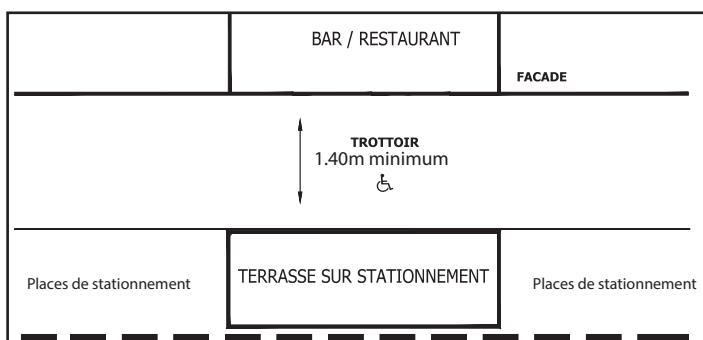 BAR / RESTAURANT
FACADE
TROTTOIR
1.40m minimum
Places de stationnement
TERRASSE SUR STATIONNEMENT
Places de stationnement